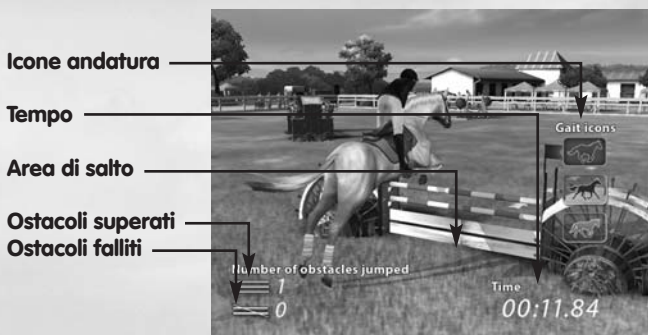 Icone andatura
Tempo
Area di salto
Ostacoli superati
Ostacoli falliti
Gait icons
Number of obstacles jumped
1
0
Time
00:11.84